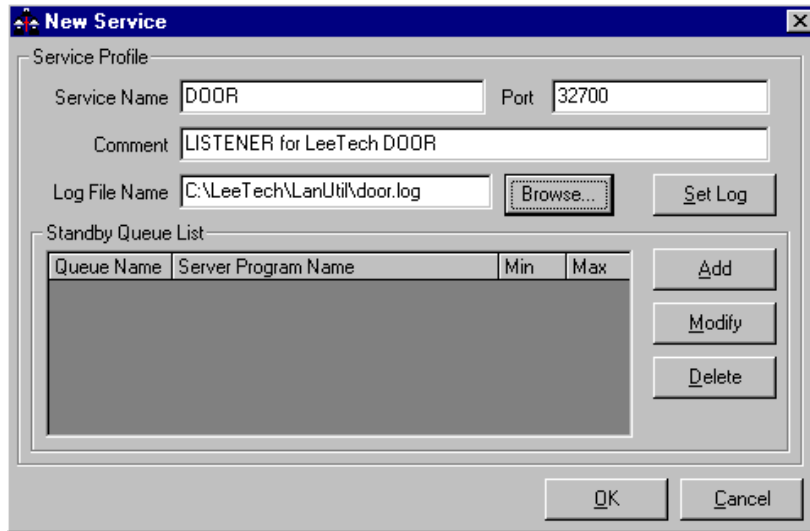 New Service
Service Profile
Service Name DOOR Port 32700
Comment LISTENER for LeeTech DOOR
Log File Name C:\LeeTech\LanUtil\door.log Browse... Set Log
Standby Queue List
Queue Name Server Program Name Min Max
Add
Modify
Delete
OK Cancel